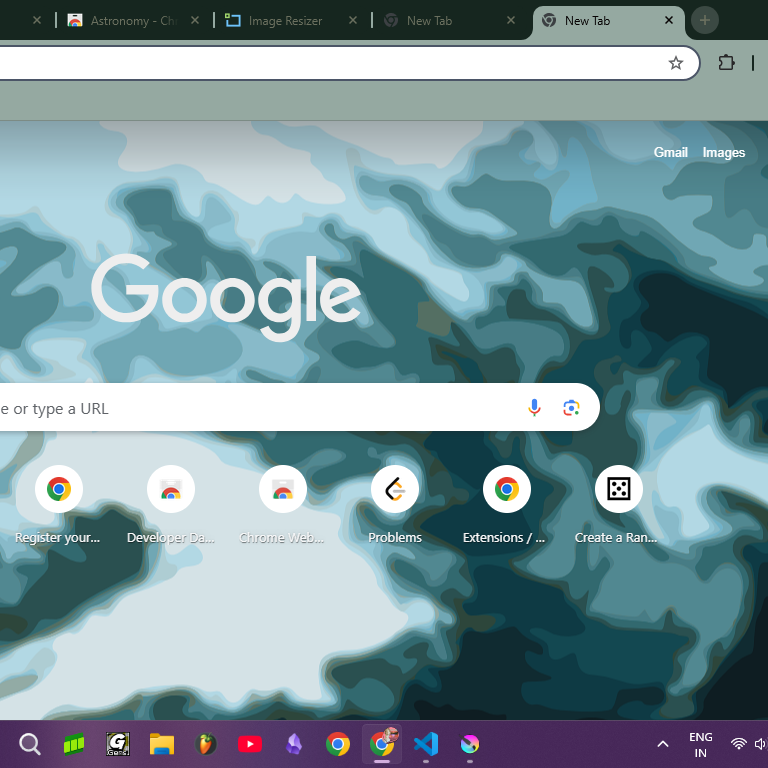 Astronomy - Ch
Image Resizer
New Tab
New Tab
Gmail Images
Google
e or type a URL
Register your...
Developer Da...
Chrome Web...
Problems
Extensions / ...
Create a Ran...
ENG
IN